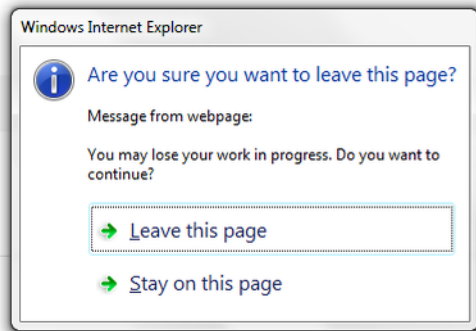 Windows Internet Explorer
Are you sure you want to leave this page?
Message from webpage:
You may lose your work in progress. Do you want to
continue?
Leave this page
Stay on this page